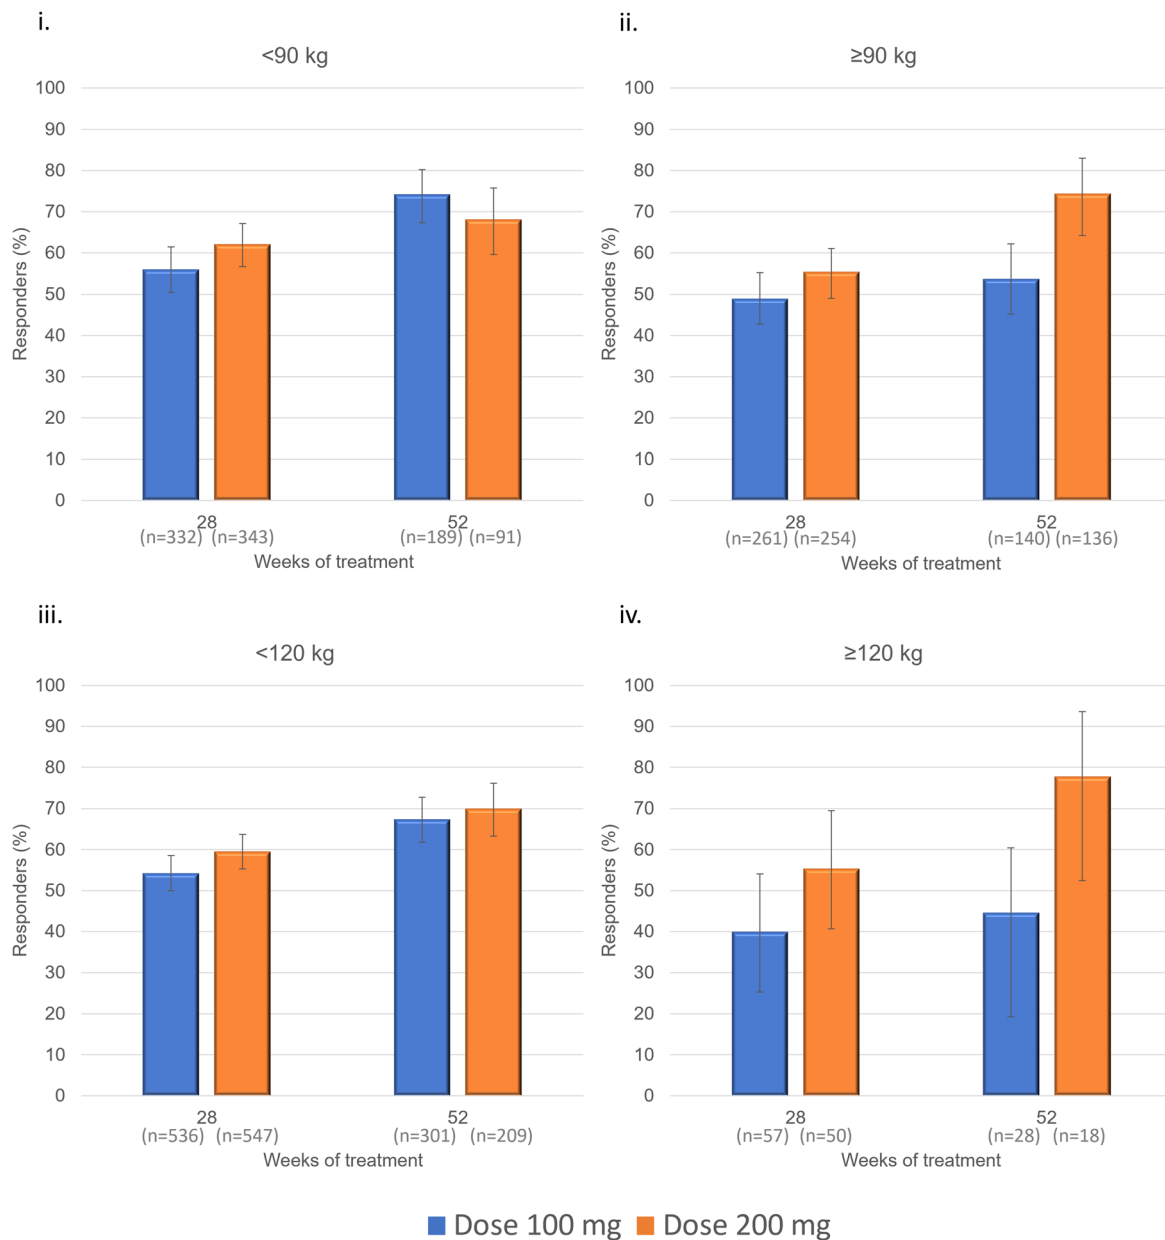 i.
<90 kg
100
90
80
70
60
50
40
30
20
10
0
Responders (%)
28
52
(n=332) (n=343)
(n=189) (n=91)
Weeks of treatment
ii.
≥90 kg
100
90
80
70
60
50
40
30
20
10
0
Responders (%)
28
52
(n=261) (n=254)
(n=140) (n=136)
Weeks of treatment
iii.
<120 kg
100
90
80
70
60
50
40
30
20
10
0
Responders (%)
28
52
(n=536) (n=547)
(n=301) (n=209)
Weeks of treatment
iv.
≥120 kg
100
90
80
70
60
50
40
30
20
10
0
Responders (%)
28
52
(n=57) (n=50)
(n=28) (n=18)
Weeks of treatment
Dose 100 mg Dose 200 mg